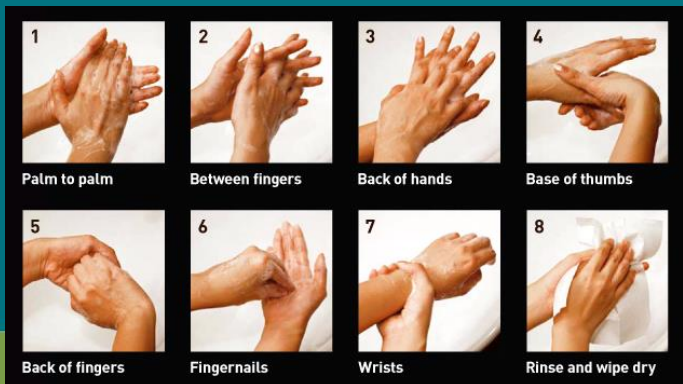 1
2
3
4
Palm to palm
Between fingers
Back of hands
Base of thumbs
5
6
7
8
Back of fingers
Fingernails
Wrists
Rinse and wipe dry